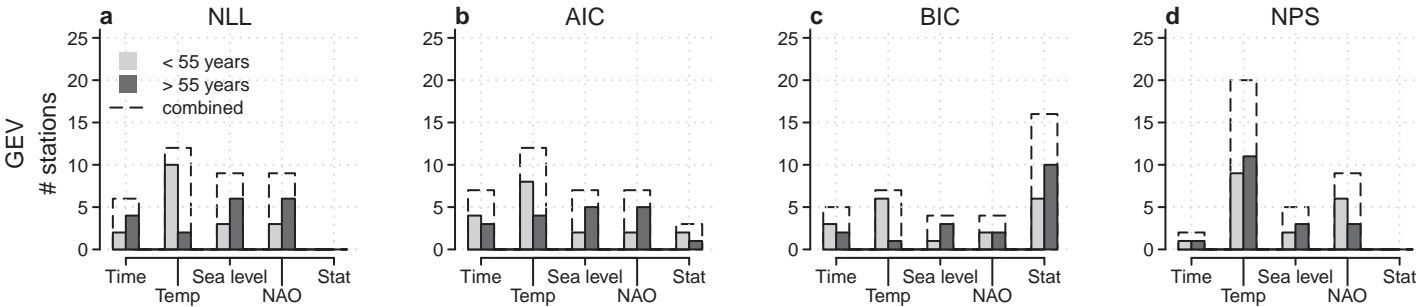 a NLL
b AIC
c BIC
d NPS
GEV
# stations
25
20
15
10
5
0
< 55 years
> 55 years
combined
Time Temp Sea level NAO Stat
25
20
15
10
5
0
Time Temp Sea level NAO Stat
25
20
15
10
5
0
Time Temp Sea level NAO Stat
25
20
15
10
5
0
Time Temp Sea level NAO Stat